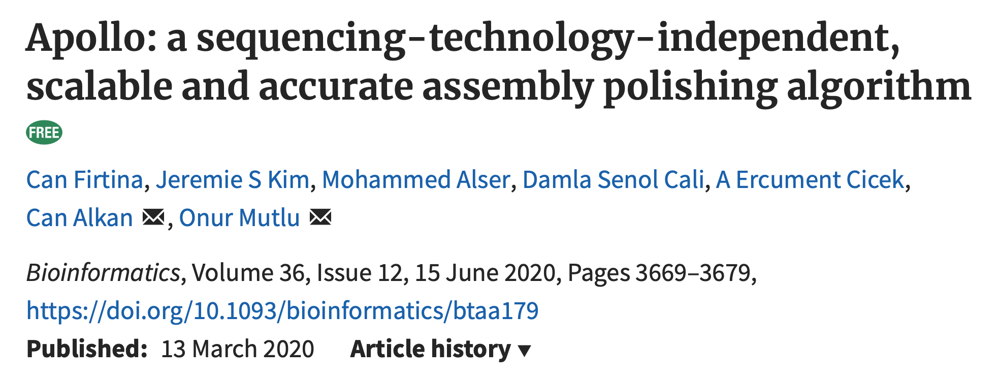 Apollo: a sequencing-technology-independent,
scalable and accurate assembly polishing algorithm
FREE
Can Firtina, Jeremie S Kim, Mohammed Alser, Damla Senol Cali, A Ercument Cicek,
Can Alkan , Onur Mutlu
Bioinformatics, Volume 36, Issue 12, 15 June 2020, Pages 3669–3679,
https://doi.org/10.1093/bioinformatics/btaa179
Published: 13 March 2020 Article history ▼